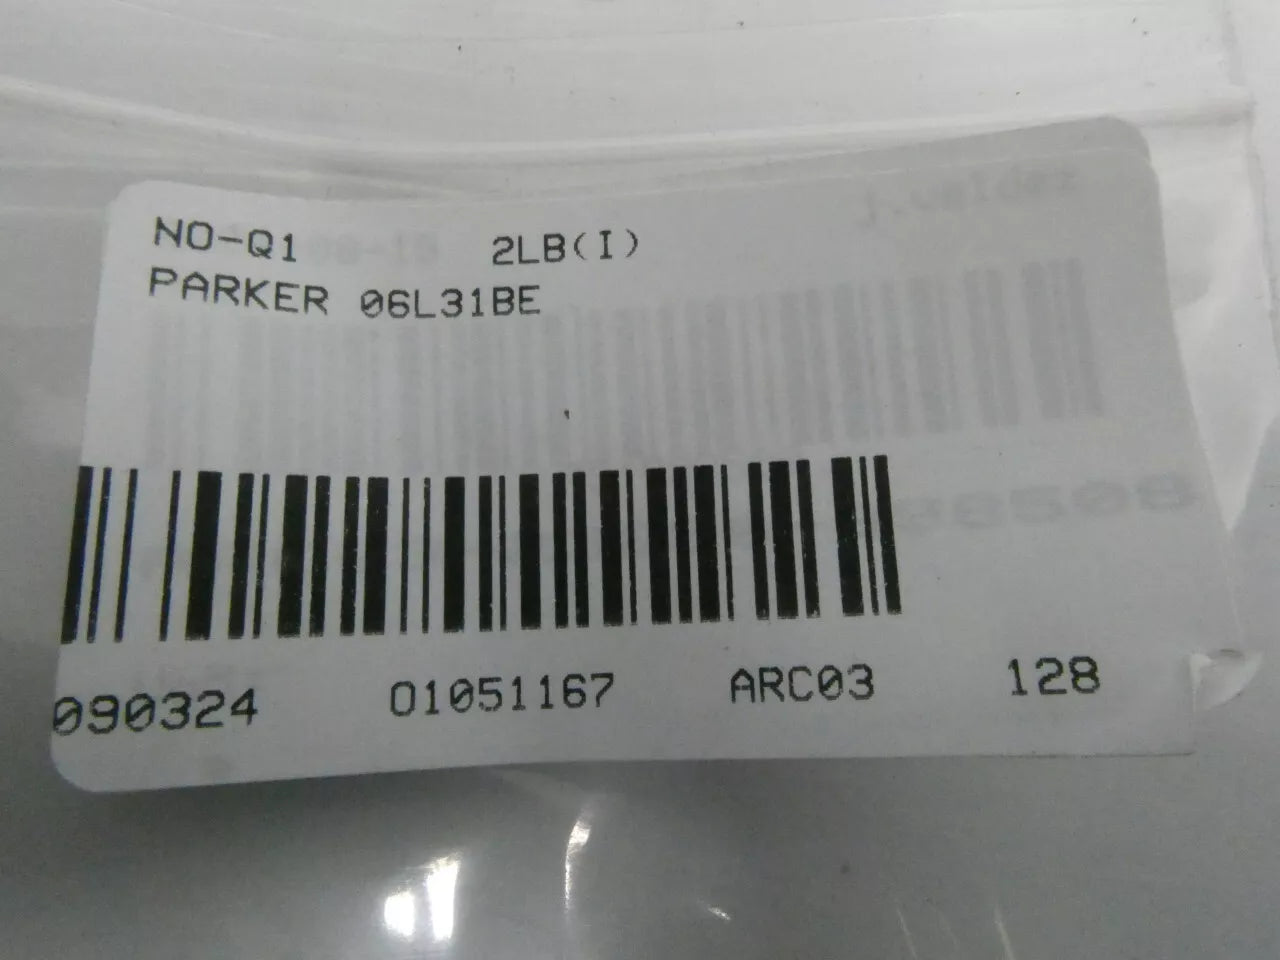 NO-Q1 2LB(I)
PARKER 06L31BE
090324 01051167 ARC03 128